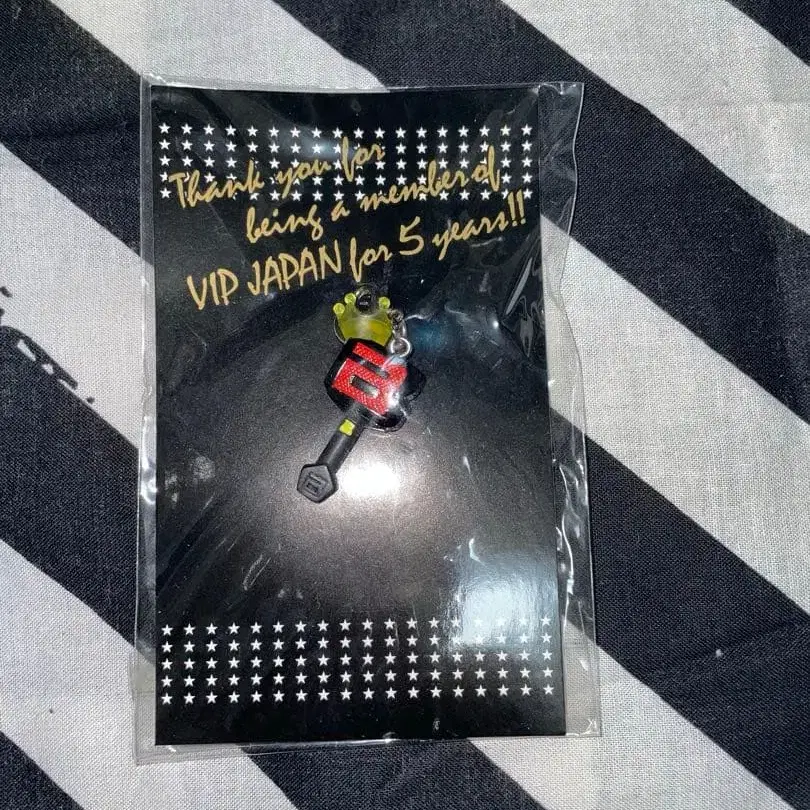 Thank you for
being a member of
VIP JAPAN for 5 years!!
B